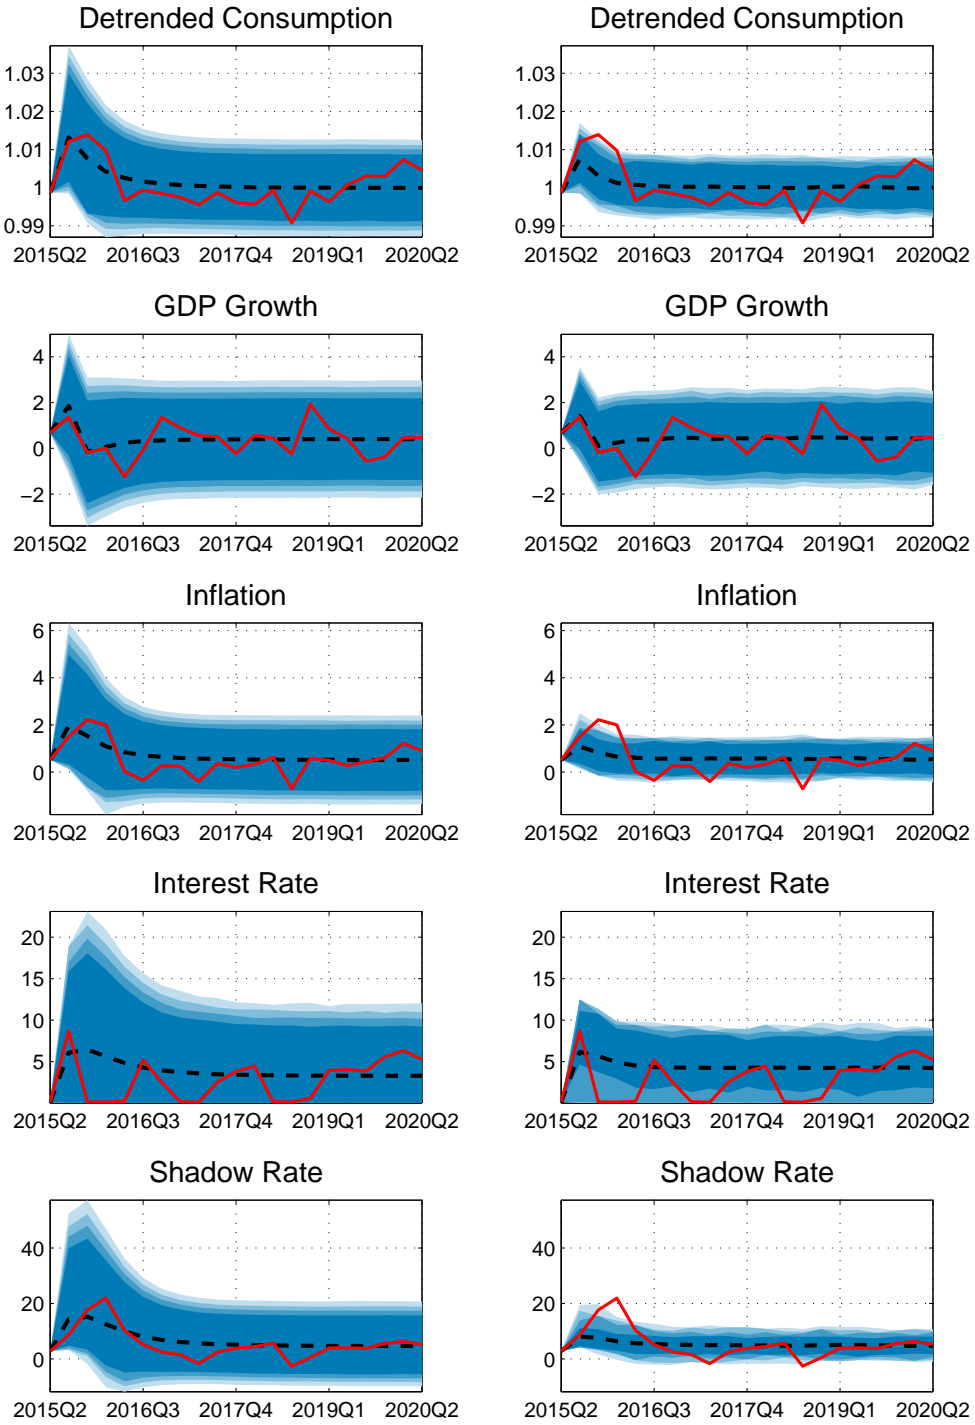 Detrended Consumption Detrended Consumption
1.03 1.03
1.02 1.02
1.01 1.01
1 1
0.99 0.99
2015Q2 2016Q3 2017Q4 2019Q1 2020Q2 2015Q2 2016Q3 2017Q4 2019Q1 2020Q2
GDP Growth GDP Growth
4 4
2 2
0 0
−2 −2
2015Q2 2016Q3 2017Q4 2019Q1 2020Q2 2015Q2 2016Q3 2017Q4 2019Q1 2020Q2
Inflation Inflation
6 6
4 4
2 2
0 0
2015Q2 2016Q3 2017Q4 2019Q1 2020Q2 2015Q2 2016Q3 2017Q4 2019Q1 2020Q2
Interest Rate Interest Rate
20 20
15 15
10 10
5 5
2015Q2 2016Q3 2017Q4 2019Q1 2020Q2 2015Q2 2016Q3 2017Q4 2019Q1 2020Q2
Shadow Rate Shadow Rate
40 40
20 20
0 0
2015Q2 2016Q3 2017Q4 2019Q1 2020Q2 2015Q2 2016Q3 2017Q4 2019Q1 2020Q2